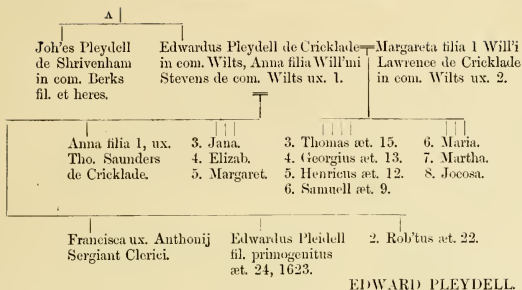 A
Joh'es Pleydell
de Shrivenham
in com. Berks
fil. et heres.
Edwardus Pleydell de Cricklade
in com. Wilts, Anna filia Will'mi
Stevens de com. Wilts ux. 1.
Margareta filia 1 Will'i
Lawrence de Cricklade
in com. Wilts ux. 2.
Anna filia 1, ux.
Tho. Saunders
de Cricklade.
3. Jana.
4. Elizab.
5. Margaret.
3. Thomas æt. 15.
4. Georgius æt. 13.
5. Henricus æt. 12.
6. Samuell æt. 9.
6. Maria.
7. Martha.
8. Jocosa.
Francisca ux. Anthonij
Sergiant Clerici.
Edwardus Pleidell
fil. primogenitus
æt. 24, 1623.
2. Rob'tus æt. 22.
EDWARD PLEYDELL.